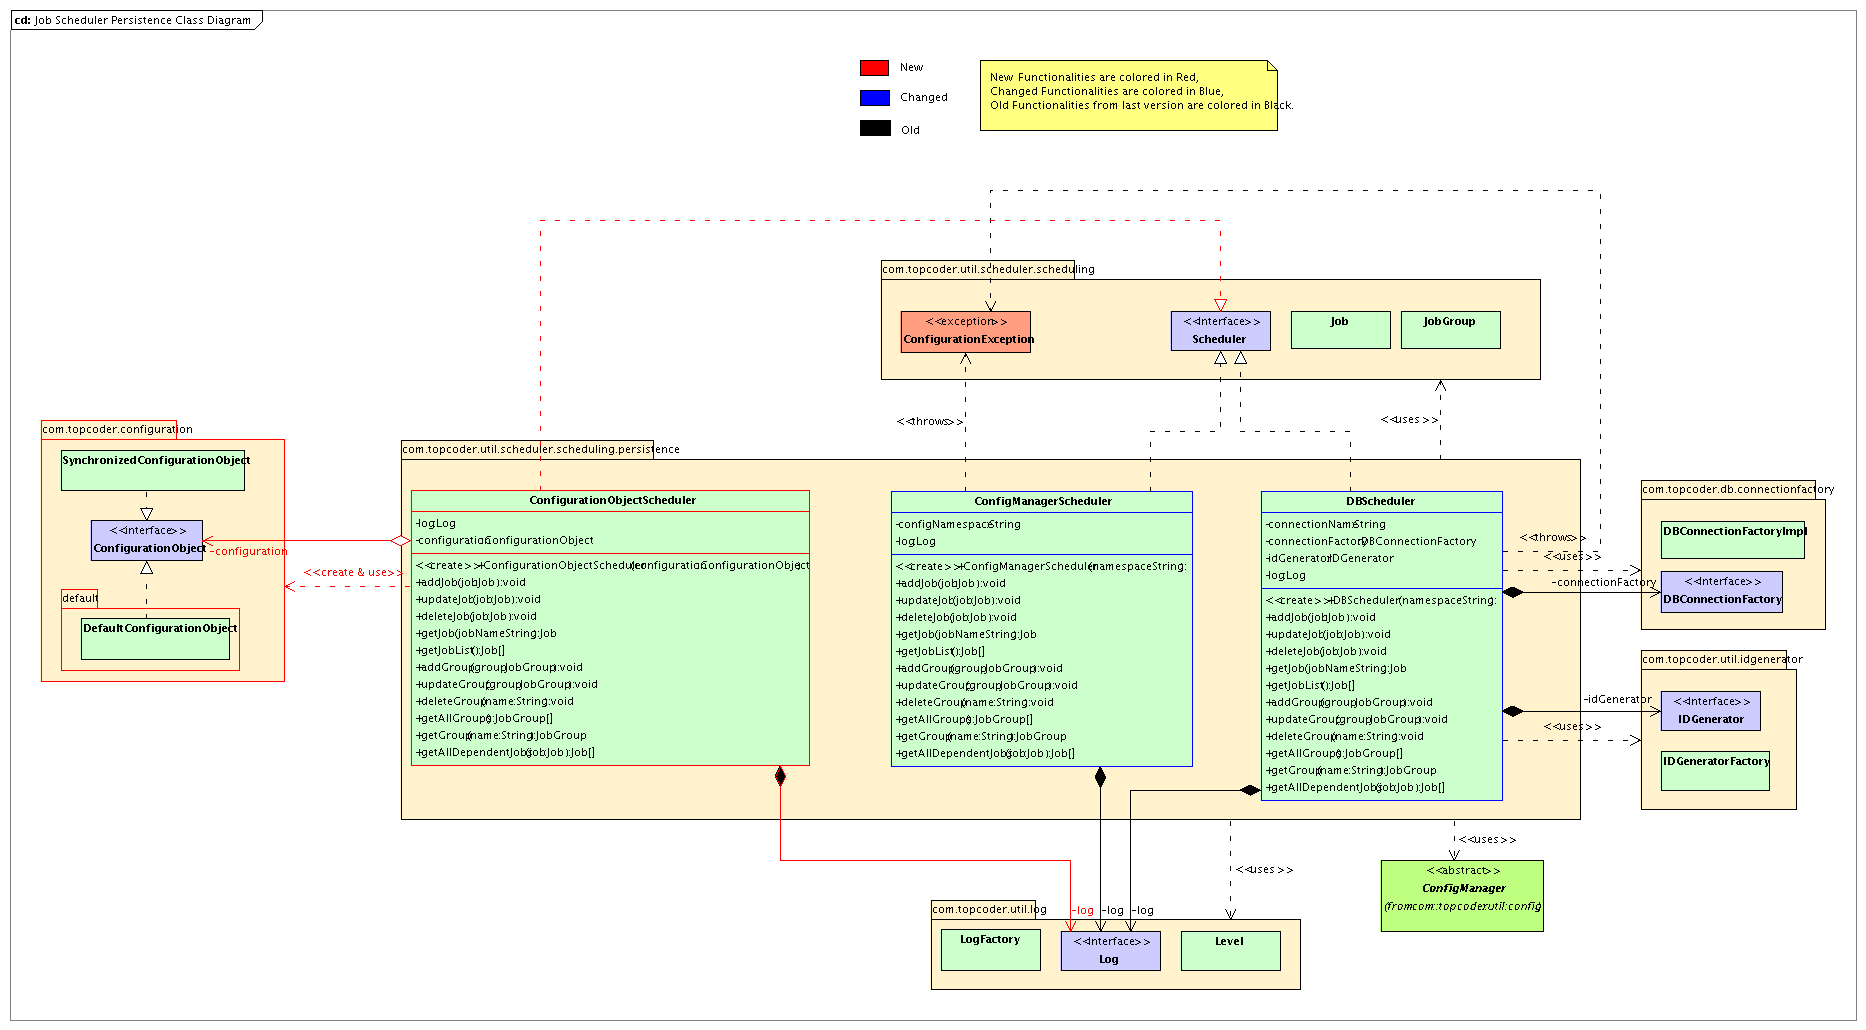 cd: Job Scheduler Persistence Class Diagram
New
Changed
Old
New Functionalities are colored in Red,
Changed Functionalities are colored in Blue,
Old Functionalities from last version are colored in Black.
com.topcoder.util.scheduler.scheduling
<<exception>>
ConfigurationException
<<Interface>>
Scheduler
Job
JobGroup
<<throws>>
<<uses>>
com.topcoder.configuration
SynchronizedConfigurationObject
<<interface>>
ConfigurationObject
default
DefaultConfigurationObject
-configuration
<<create & use>>
com.topcoder.util.scheduler.scheduling.persistence
ConfigurationObjectScheduler
-log:Log
-configuration:ConfigurationObject
<<create>>+ConfigurationObjectScheduler(configuration:ConfigurationObject
+addJob(job:Job):void
+updateJob(job:Job):void
+deleteJob(job:Job):void
+getJob(jobName:String):Job
+getJobList():Job[]
+addGroup(group:JobGroup):void
+updateGroup(group:JobGroup):void
+deleteGroup(name:String):void
+getAllGroups():JobGroup[]
+getGroup(name:String):JobGroup
+getAllDependentJobs(job:Job):Job[]
ConfigManagerScheduler
-configNamespace:String
-log:Log
<<create>>+ConfigManagerScheduler(namespaceString:
+addJob(job:Job):void
+updateJob(job:Job):void
+deleteJob(job:Job):void
+getJob(jobName:String):Job
+getJobList():Job[]
+addGroup(group:JobGroup):void
+updateGroup(group:JobGroup):void
+deleteGroup(name:String):void
+getAllGroups():JobGroup[]
+getGroup(name:String):JobGroup
+getAllDependentJobs(job:Job):Job[]
DBScheduler
-connectionName:String
-connectionFactory:DBConnectionFactory
-idGenerator:IDGenerator
-log:Log
<<create>>+DBScheduler(namespaceString:
+addJob(job:Job):void
+updateJob(job:Job):void
+deleteJob(job:Job):void
+getJob(jobName:String):Job
+getJobList():Job[]
+addGroup(group:JobGroup):void
+updateGroup(group:JobGroup):void
+deleteGroup(name:String):void
+getAllGroups():JobGroup[]
+getGroup(name:String):JobGroup
+getAllDependentJobs(job:Job):Job[]
<<throws>>
<<uses>>
-connectionFactory
com.topcoder.db.connectionfactory
DBConnectionFactoryImpl
<<Interface>>
DBConnectionFactory
-idGenerator
<<uses>>
com.topcoder.util.idgenerator
<<Interface>>
IDGenerator
IDGeneratorFactory
<<uses>>
<<uses>>
<<abstract>>
ConfigManager
(from com::topcoder::util::config)
-log
-log
-log
com.topcoder.util.log
LogFactory
<<Interface>>
Log
Level